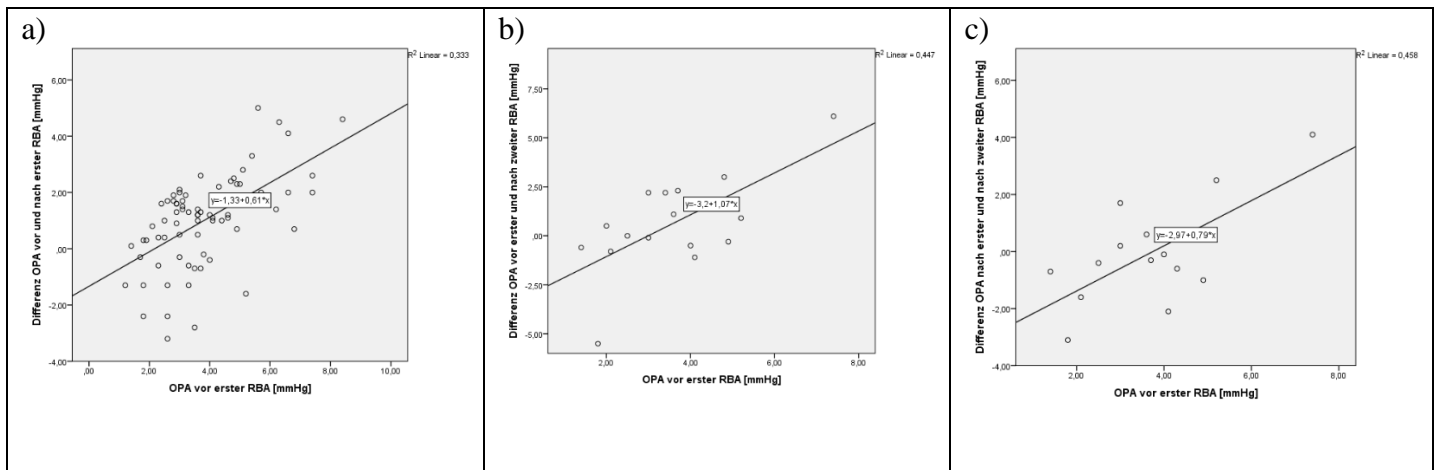 a)
R² Linear = 0,333
Differenz OPA vor und nach erster RBA [mmHg]
6,00
4,00
2,00
,00
-2,00
-4,00
y=-1,33+0,61*x
,00 2,00 4,00 6,00 8,00 10,00
OPA vor erster RBA [mmHg]
b)
R² Linear = 0,447
Differenz OPA vor erster und nach zweiter RBA [mmHg]
7,50
5,00
2,50
,00
-2,50
-5,00
y=-3,2+1,07*x
2,00 4,00 6,00 8,00
OPA vor erster RBA [mmHg]
c)
R² Linear = 0,458
Differenz OPA nach erster und nach zweiter RBA [mmHg]
6,00
4,00
2,00
,00
-2,00
-4,00
y=-2,97+0,79*x
2,00 4,00 6,00 8,00
OPA vor erster RBA [mmHg]